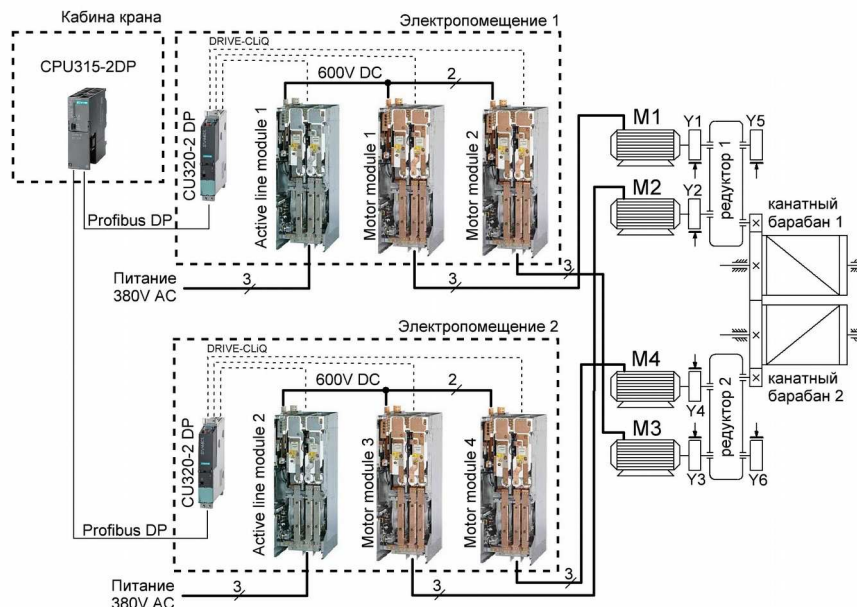 Кабина крана
CPU315-2DP
Profibus DP
Электропомещение 1
DRIVE-CLiQ
CU320-2 DP
600V DC
2
Active line module 1
Motor module 1
Motor module 2
Питание
380V AC
3
3
3
M1
Y1
Y5
M2
Y2
редуктор 1
канатный
барабан 1
Электропомещение 2
DRIVE-CLiQ
CU320-2 DP
600V DC
2
Active line module 2
Motor module 3
Motor module 4
Profibus DP
Питание
380V AC
3
3
3
M4
Y4
M3
Y3
Y6
редуктор 2
канатный
барабан 2